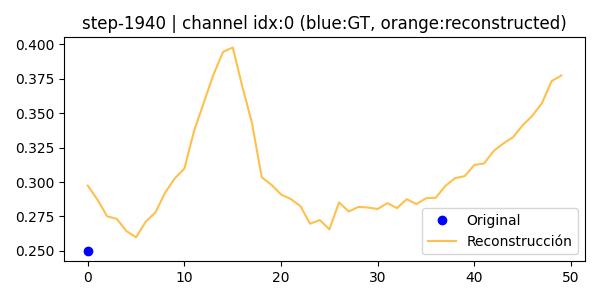 step-1940 | channel idx:0 (blue:GT, orange:reconstructed)
0.400
0.375
0.350
0.325
0.300
0.275
0.250
Original
Reconstrucción
0 10 20 30 40 50